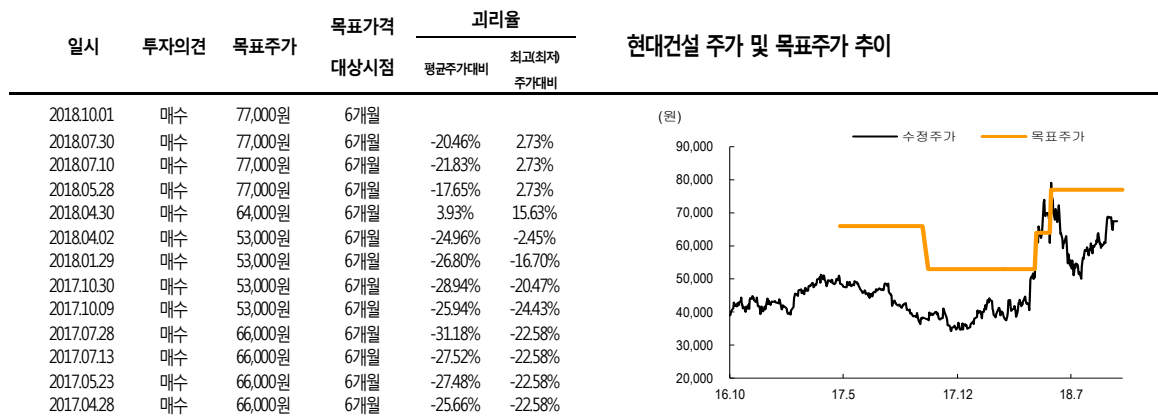 일시 투자의견 목표주가 목표가격 대상시점 괴리율
평균주가대비 최고(최저) 주가대비
2018.10.01 매수 77,000원 6개월
2018.07.30 매수 77,000원 6개월 -20.46% 2.73%
2018.07.10 매수 77,000원 6개월 -21.83% 2.73%
2018.05.28 매수 77,000원 6개월 -17.65% 2.73%
2018.04.30 매수 64,000원 6개월 3.93% 15.63%
2018.04.02 매수 53,000원 6개월 -24.96% -2.45%
2018.01.29 매수 53,000원 6개월 -26.80% -16.70%
2017.10.30 매수 53,000원 6개월 -28.94% -20.47%
2017.10.09 매수 53,000원 6개월 -25.94% -24.43%
2017.07.28 매수 66,000원 6개월 -31.18% -22.58%
2017.07.13 매수 66,000원 6개월 -27.52% -22.58%
2017.05.23 매수 66,000원 6개월 -27.48% -22.58%
2017.04.28 매수 66,000원 6개월 -25.66% -22.58%
현대건설 주가 및 목표주가 추이
(원)
수정주가 목표주가
90,000
80,000
70,000
60,000
50,000
40,000
30,000
20,000
16.10 17.5 17.12 18.7